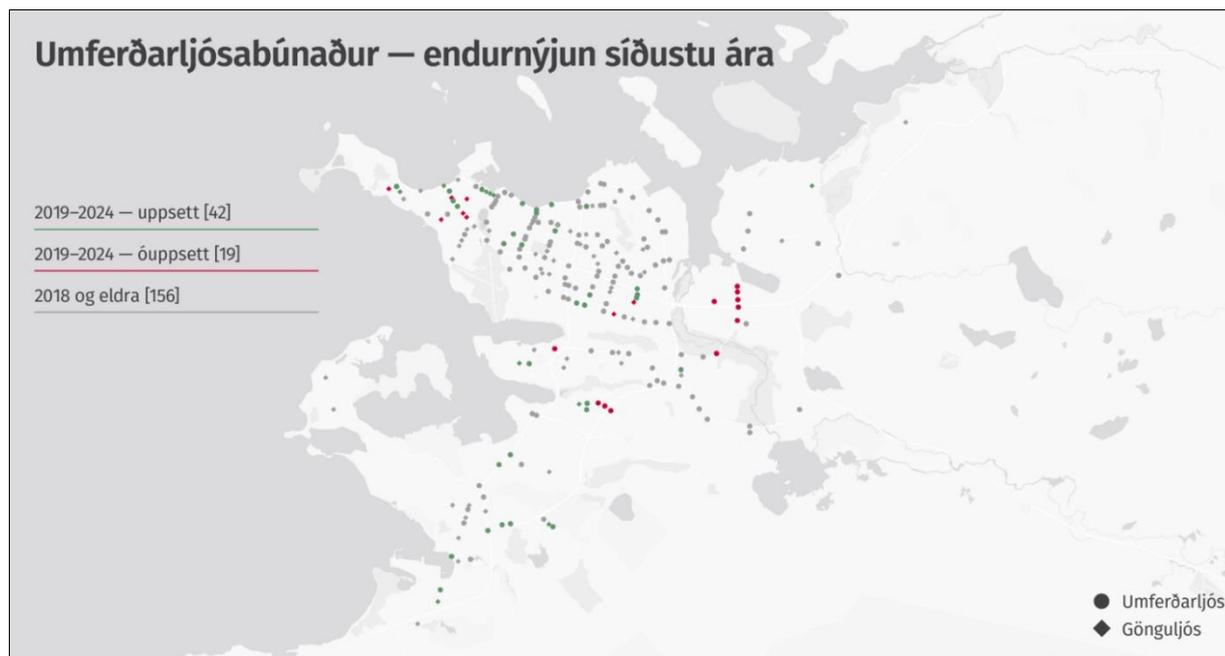 Umferðarljósabúnaður — endurnýjun síðustu ára
2019–2024 — uppsett [42]
2019–2024 — óuppsett [19]
2018 og eldra [156]
Umferðarljós
Gönguljós